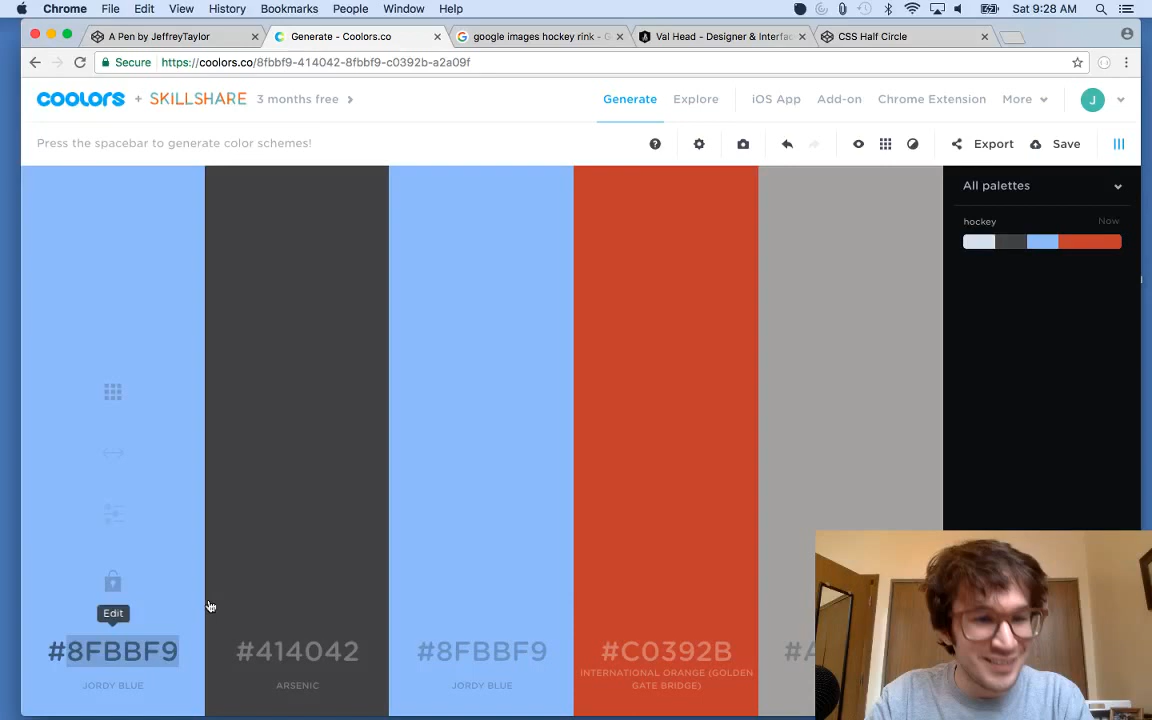 Chrome File Edit View History Bookmarks People Window Help Sat 9:28 AM
A Pen by JeffreyTaylor Generate - Coolors.co google images hockey rink - G Val Head - Designer & Interfac CSS Half Circle
Secure https://coolors.co/8fbbf9-414042-8fbbf9-c0392b-a2a09f
coolors + SKILLSHARE 3 months free Generate Explore iOS App Add-on Chrome Extension More J
Press the spacebar to generate color schemes! Export Save
All palettes
hockey Now
Edit
#8FBBF9 #414042 #8FBBF9 #C0392B #A
JORDY BLUE ARSENIC JORDY BLUE INTERNATIONAL ORANGE (GOLDEN
GATE BRIDGE)